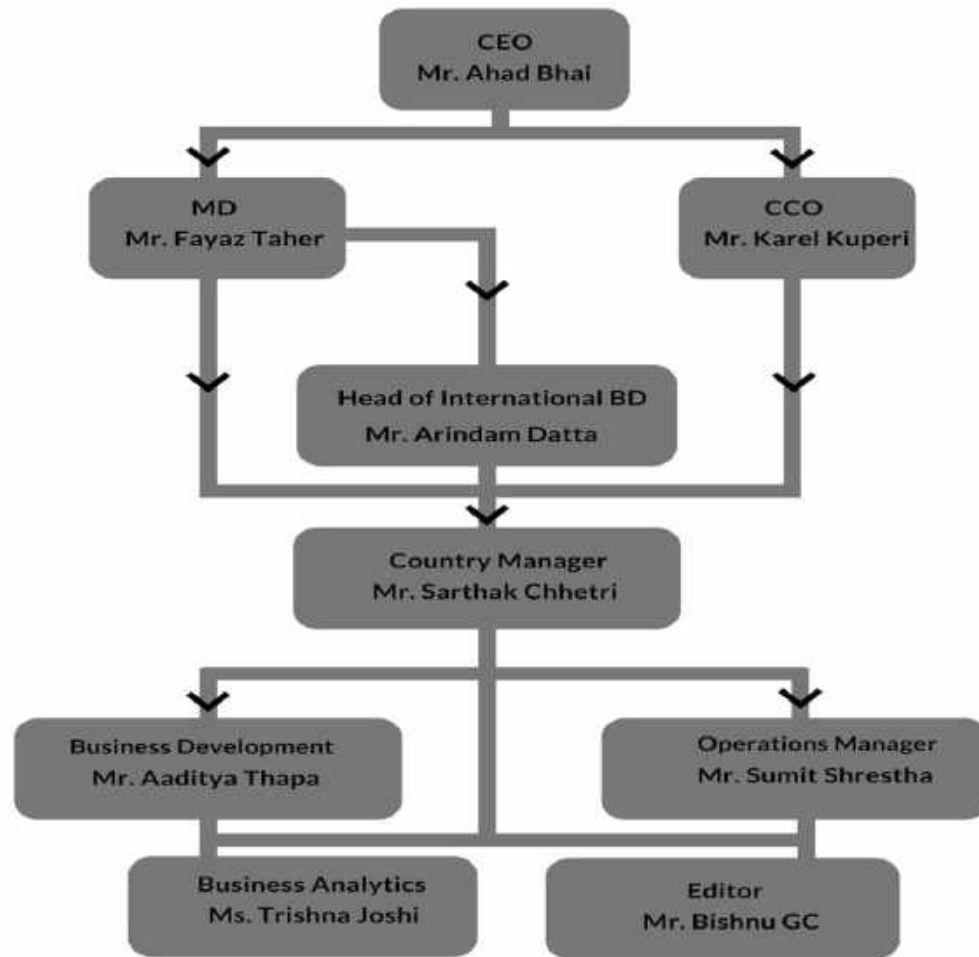 CEO
Mr. Ahad Bhai
MD
Mr. Fayaz Taher
CCO
Mr. Karel Kuperi
Head of International BD
Mr. Arindam Datta
Country Manager
Mr. Sarthak Chhetri
Business Development
Mr. Aaditya Thapa
Operations Manager
Mr. Sumit Shrestha
Business Analytics
Ms. Trishna Joshi
Editor
Mr. Bishnu GC